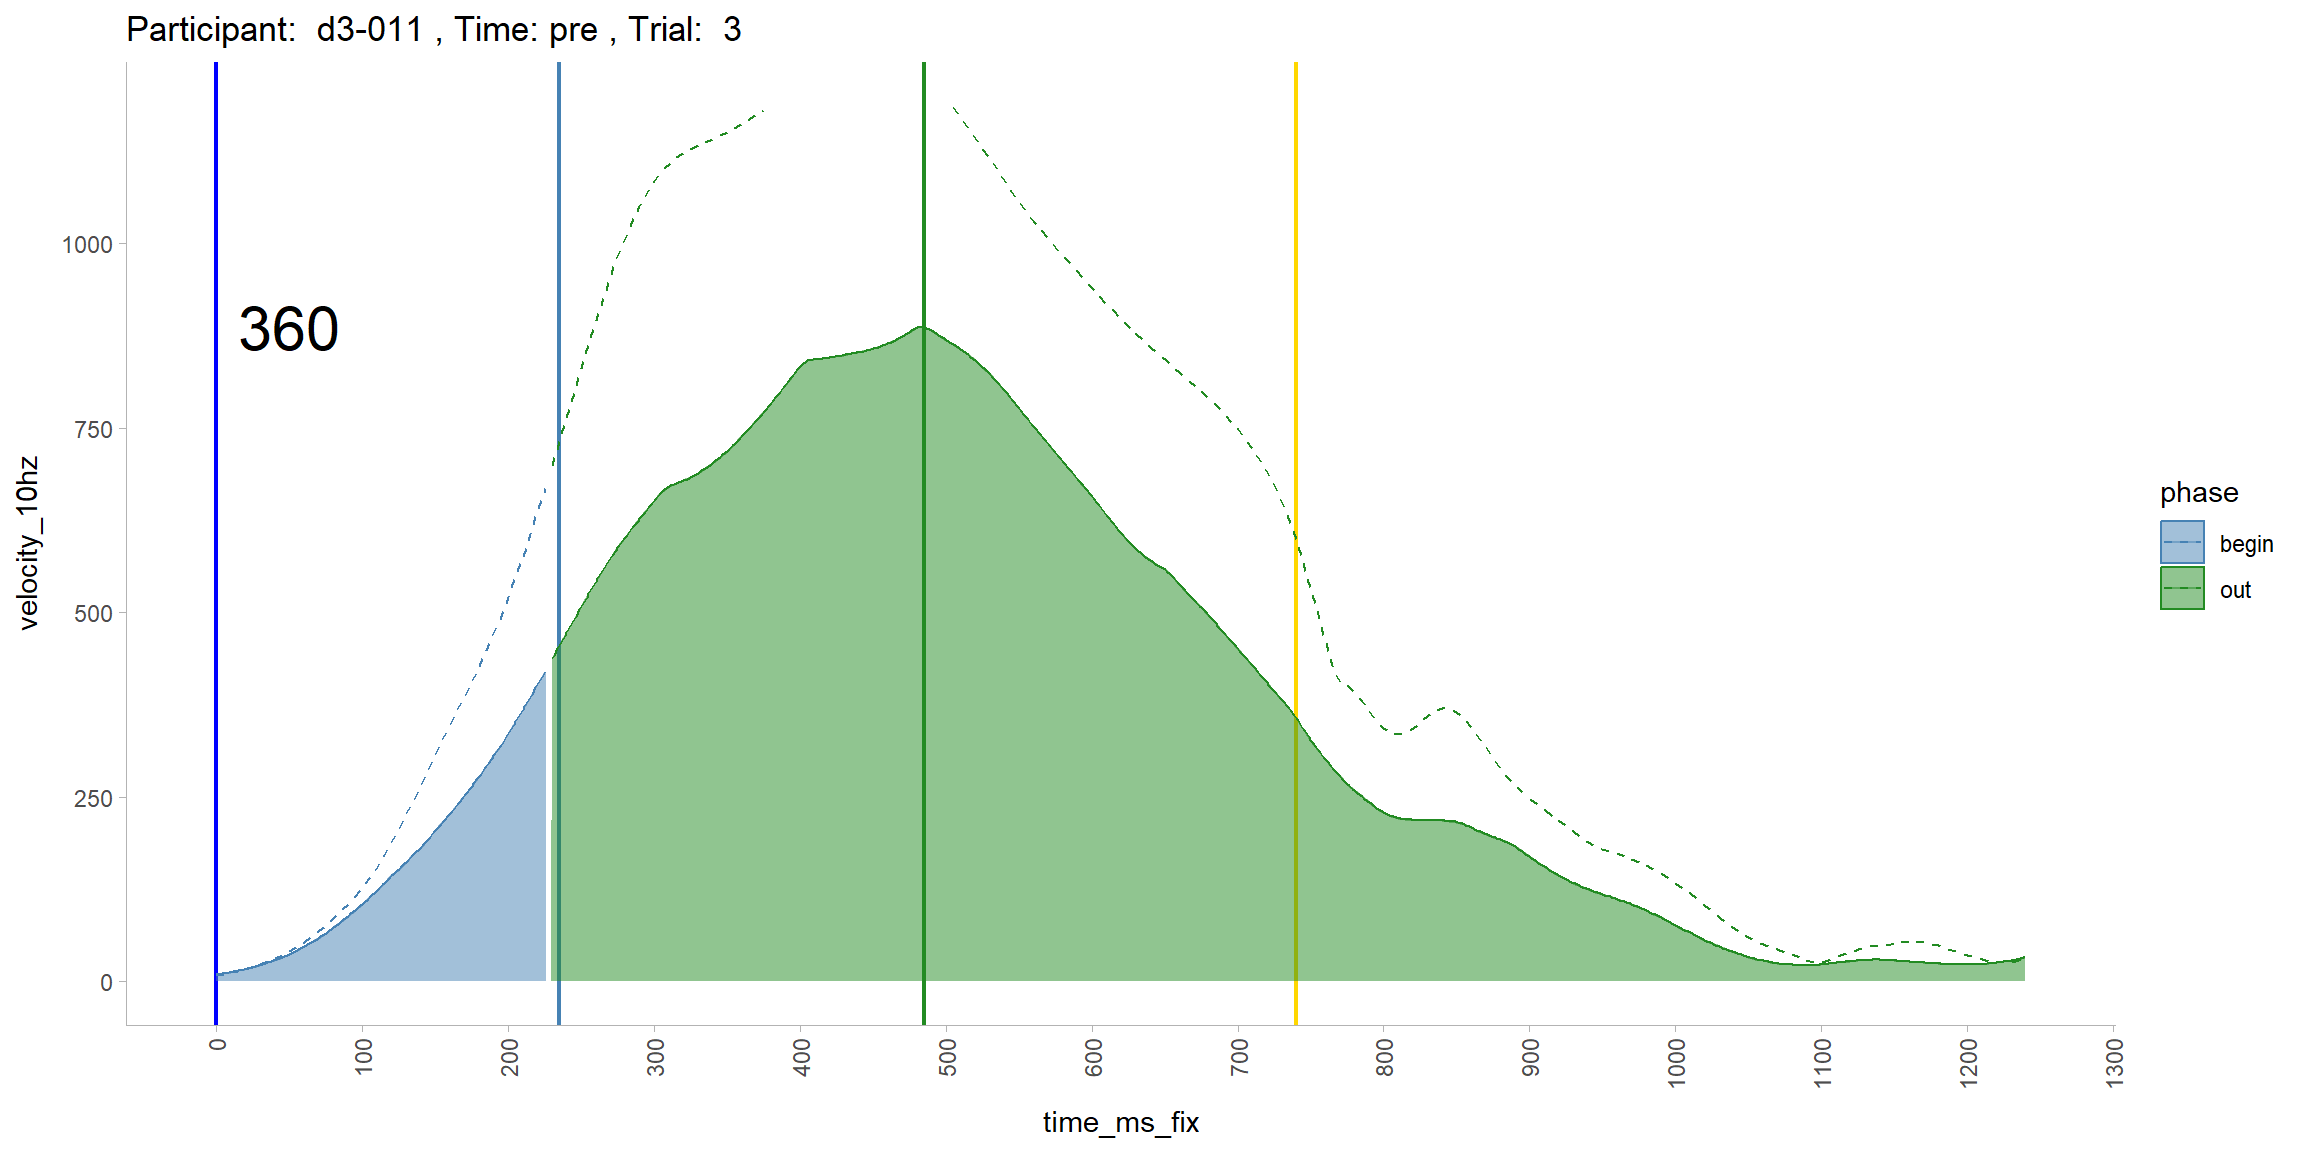 Participant:  d3-011 , Time: pre , Trial:  3
velocity_10hz
1000
750
500
250
0
360
0 100 200 300 400 500 600 700 800 900 1000 1100 1200 1300
time_ms_fix
phase
begin
out